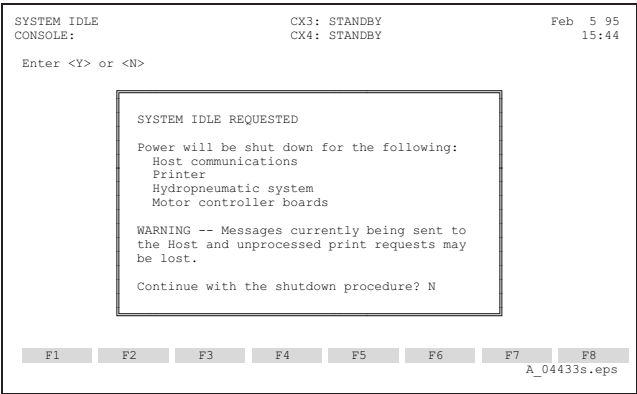 SYSTEM IDLE CX3: STANDBY Feb 5 95
CONSOLE: CX4: STANDBY 15:44
Enter <Y> or <N>
SYSTEM IDLE REQUESTED
Power will be shut down for the following:
Host communications
Printer
Hydropneumatic system
Motor controller boards
WARNING -- Messages currently being sent to
the Host and unprocessed print requests may
be lost.
Continue with the shutdown procedure? N
F1 F2 F3 F4 F5 F6 F7 F8
A_04433s.eps